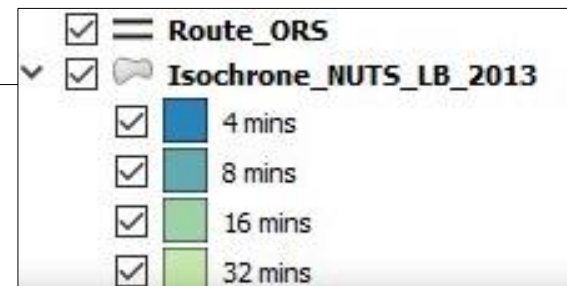 Route_ORS
Isochrone_NUTS_LB_2013
4 mins
8 mins
16 mins
32 mins